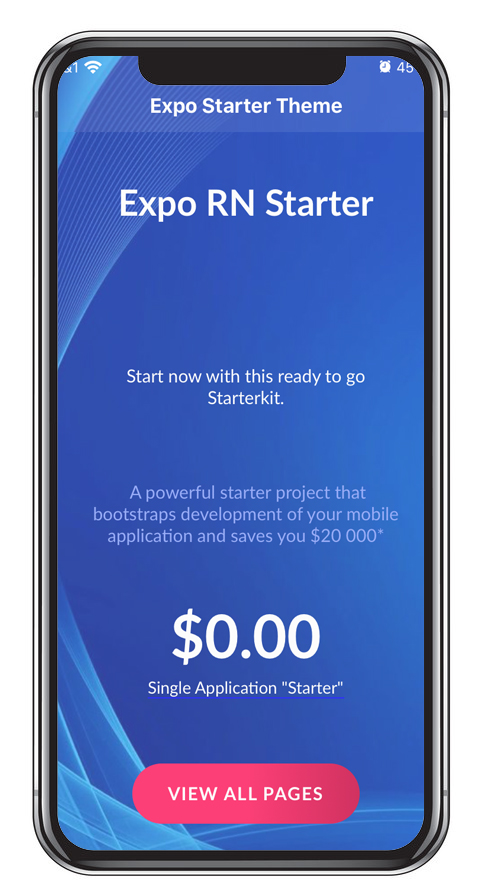 45
Expo Starter Theme
Expo RN Starter
Start now with this ready to go
Starterkit.
A powerful starter project that
bootstraps development of your mobile
application and saves you $20 000*
$0.00
Single Application "Starter"
VIEW ALL PAGES